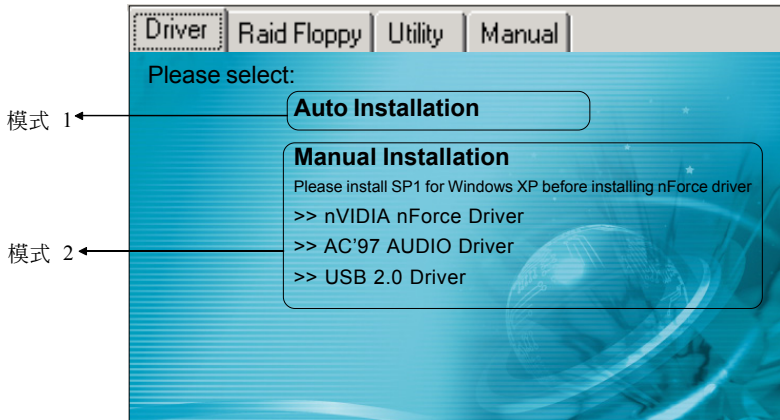 Driver Raid Floppy Utility Manual
Please select:
模式 1
Auto Installation
Manual Installation
Please install SP1 for Windows XP before installing nForce driver
>> nVIDIA nForce Driver
模式 2
>> AC'97 AUDIO Driver
>> USB 2.0 Driver